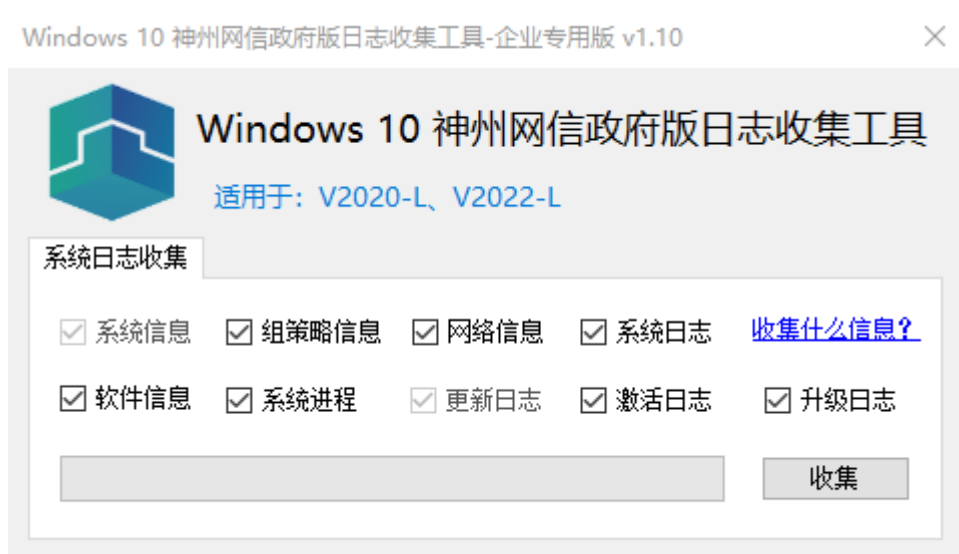 Windows 10 神州网信政府版日志收集工具-企业专用版 v1.10
Windows 10 神州网信政府版日志收集工具
适用于：V2020-L、V2022-L
系统日志收集
系统信息 组策略信息 网络信息 系统日志 收集什么信息？
软件信息 系统进程 更新日志 激活日志 升级日志
收集